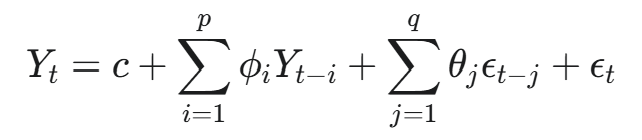 Y_t = c + \sum_{i=1}^{p} \phi_i Y_{t-i} + \sum_{j=1}^{q} \theta_j \epsilon_{t-j} + \epsilon_t